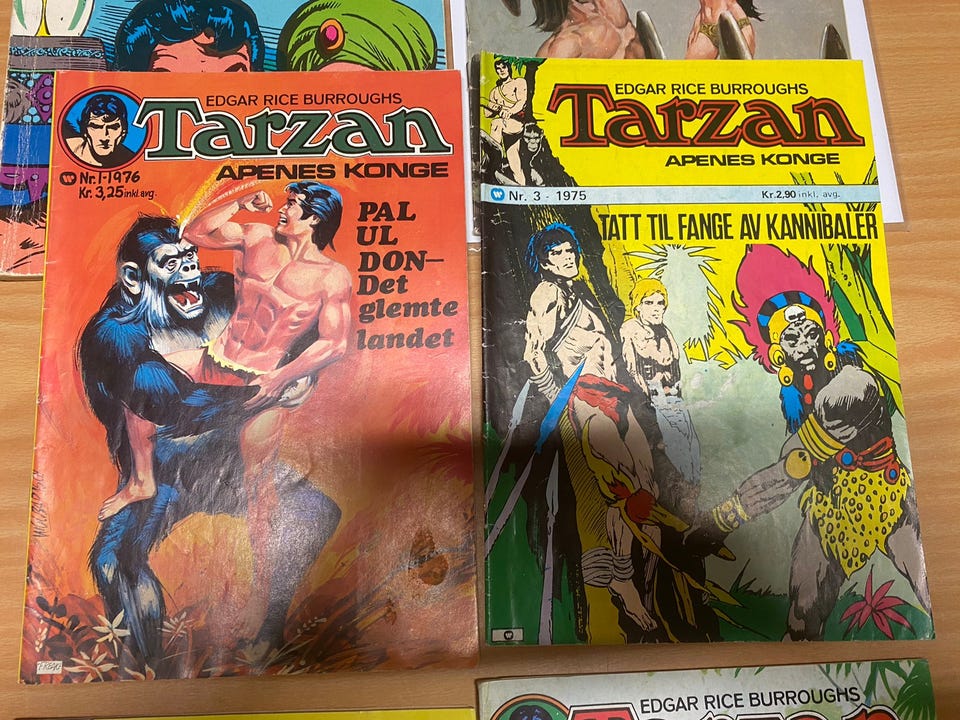 EDGAR RICE BURROUGHS
Tarzan
APENES KONGE
Nr. 1-1976
Kr. 3,25 inkl. avg.
PAL
UL
DON—
Det
glemte
landet
EDGAR RICE BURROUGHS
Tarzan
APENES KONGE
Nr. 3 - 1975
Kr. 2,90 inkl. avg.
TATT TIL FANGE AV KANNIBALER
EDGAR RICE BURROUGHS
Tarzan